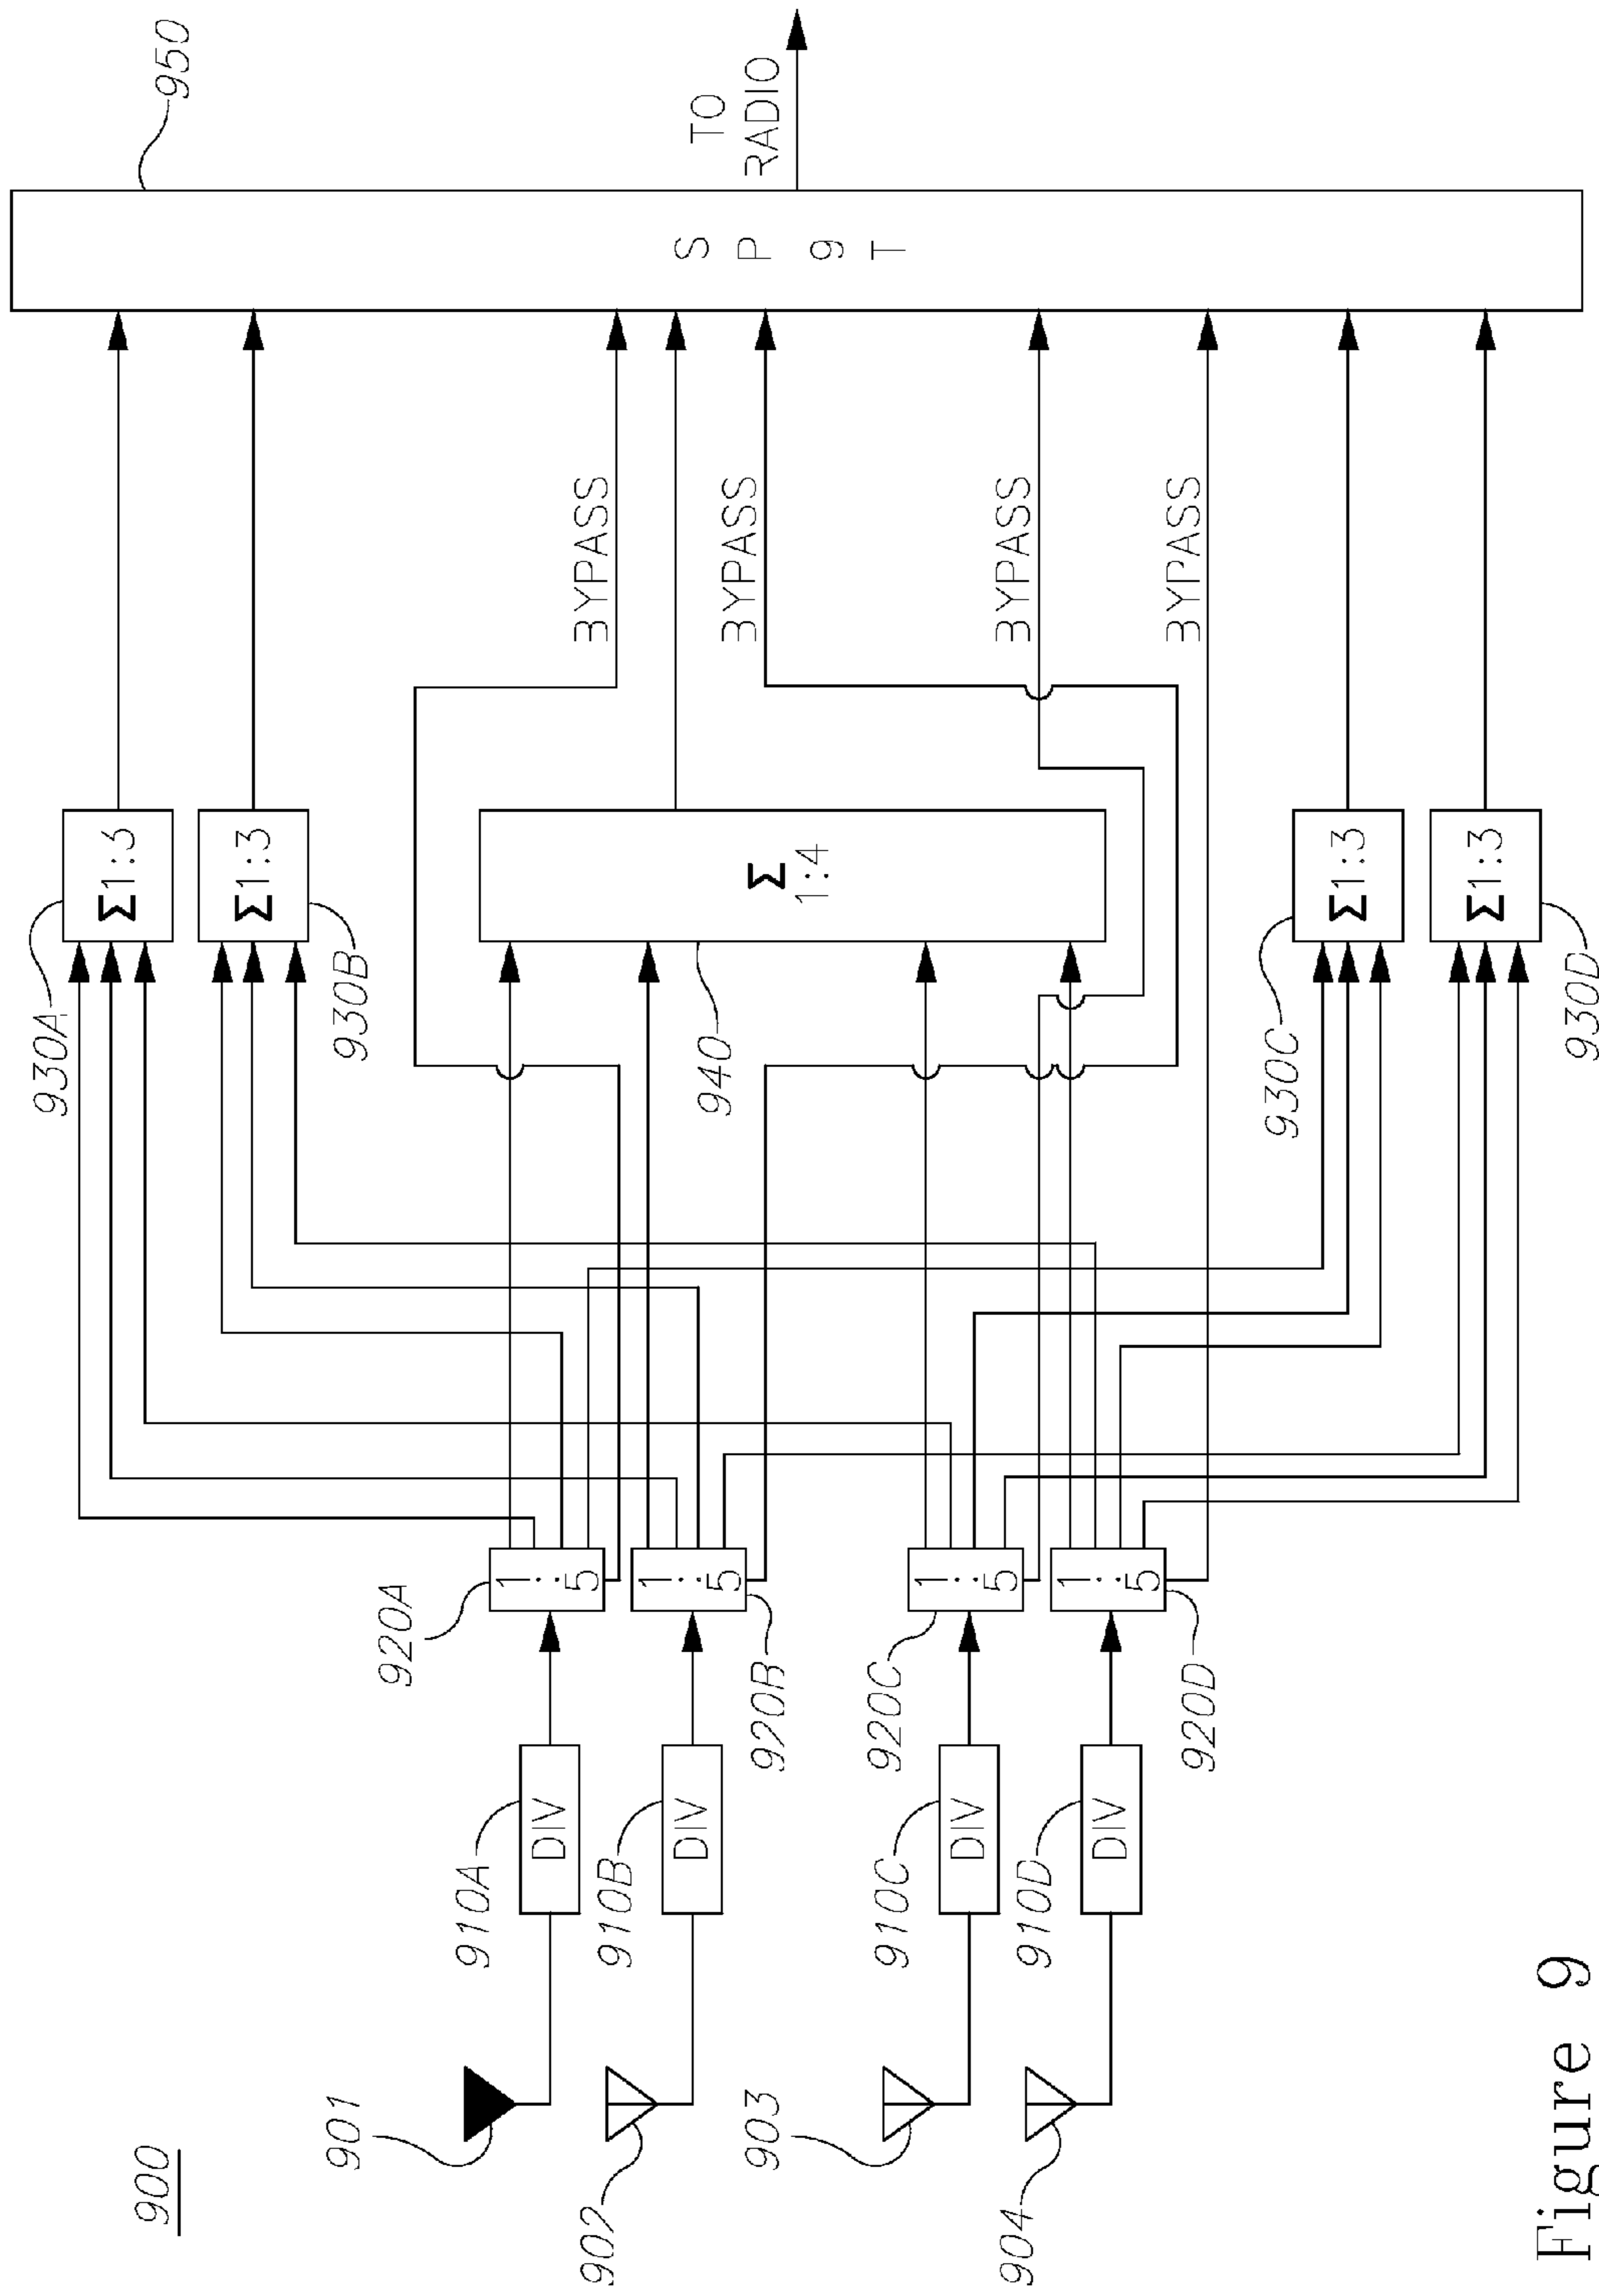 900
901
902
903
904
910A
910B
910C
910D
DIV
DIV
DIV
DIV
920A
920B
920C
920D
1:5
1:5
1:5
1:5
930A
930B
930C
930D
Σ1:3
Σ1:3
Σ1:3
Σ1:3
940
Σ
1:4
BYPASS
BYPASS
BYPASS
BYPASS
950
SP9T
TO
RADIO
Figure 9